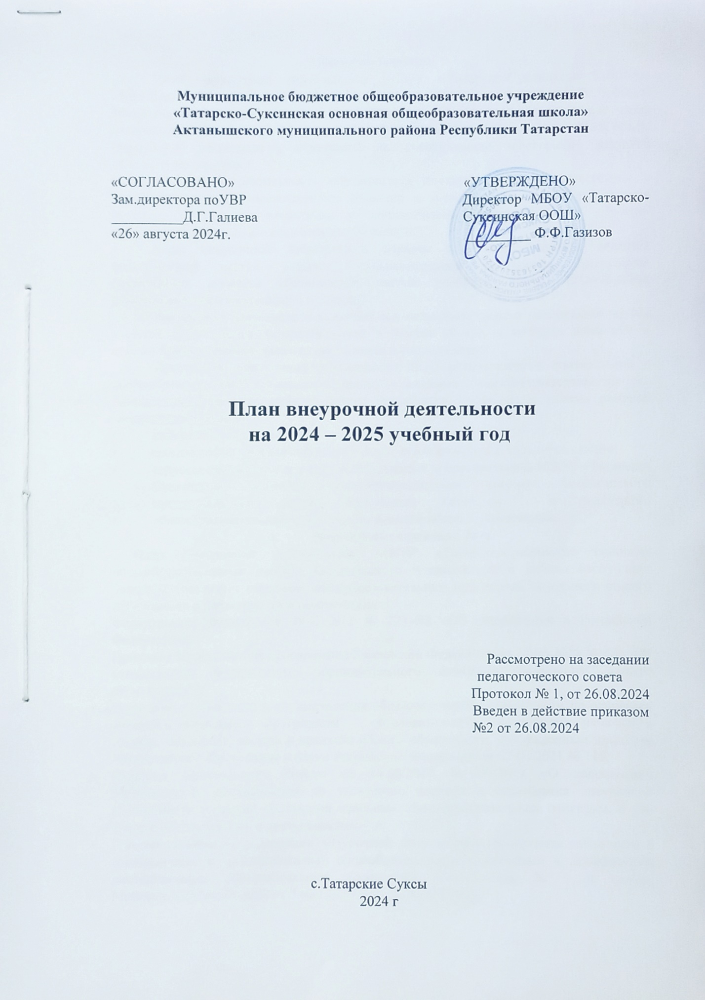 Муниципальное бюджетное общеобразовательное учреждение
«Татарско-Суксинская основная общеобразовательная школа»
Актанышского муниципального района Республики Татарстан
«СОГЛАСОВАНО»
Зам.директора поУВР
__________Д.Г.Галиева
«26» августа 2024г.
«УТВЕРЖДЕНО»
Директор МБОУ «Татарско-
Суксинская ООШ»
_________ Ф.Ф.Газизов
План внеурочной деятельности
на 2024 – 2025 учебный год
Рассмотрено на заседании
педагогоческого совета
Протокол № 1, от 26.08.2024
Введен в действие приказом
№2 от 26.08.2024
с.Татарские Суксы
2024 г